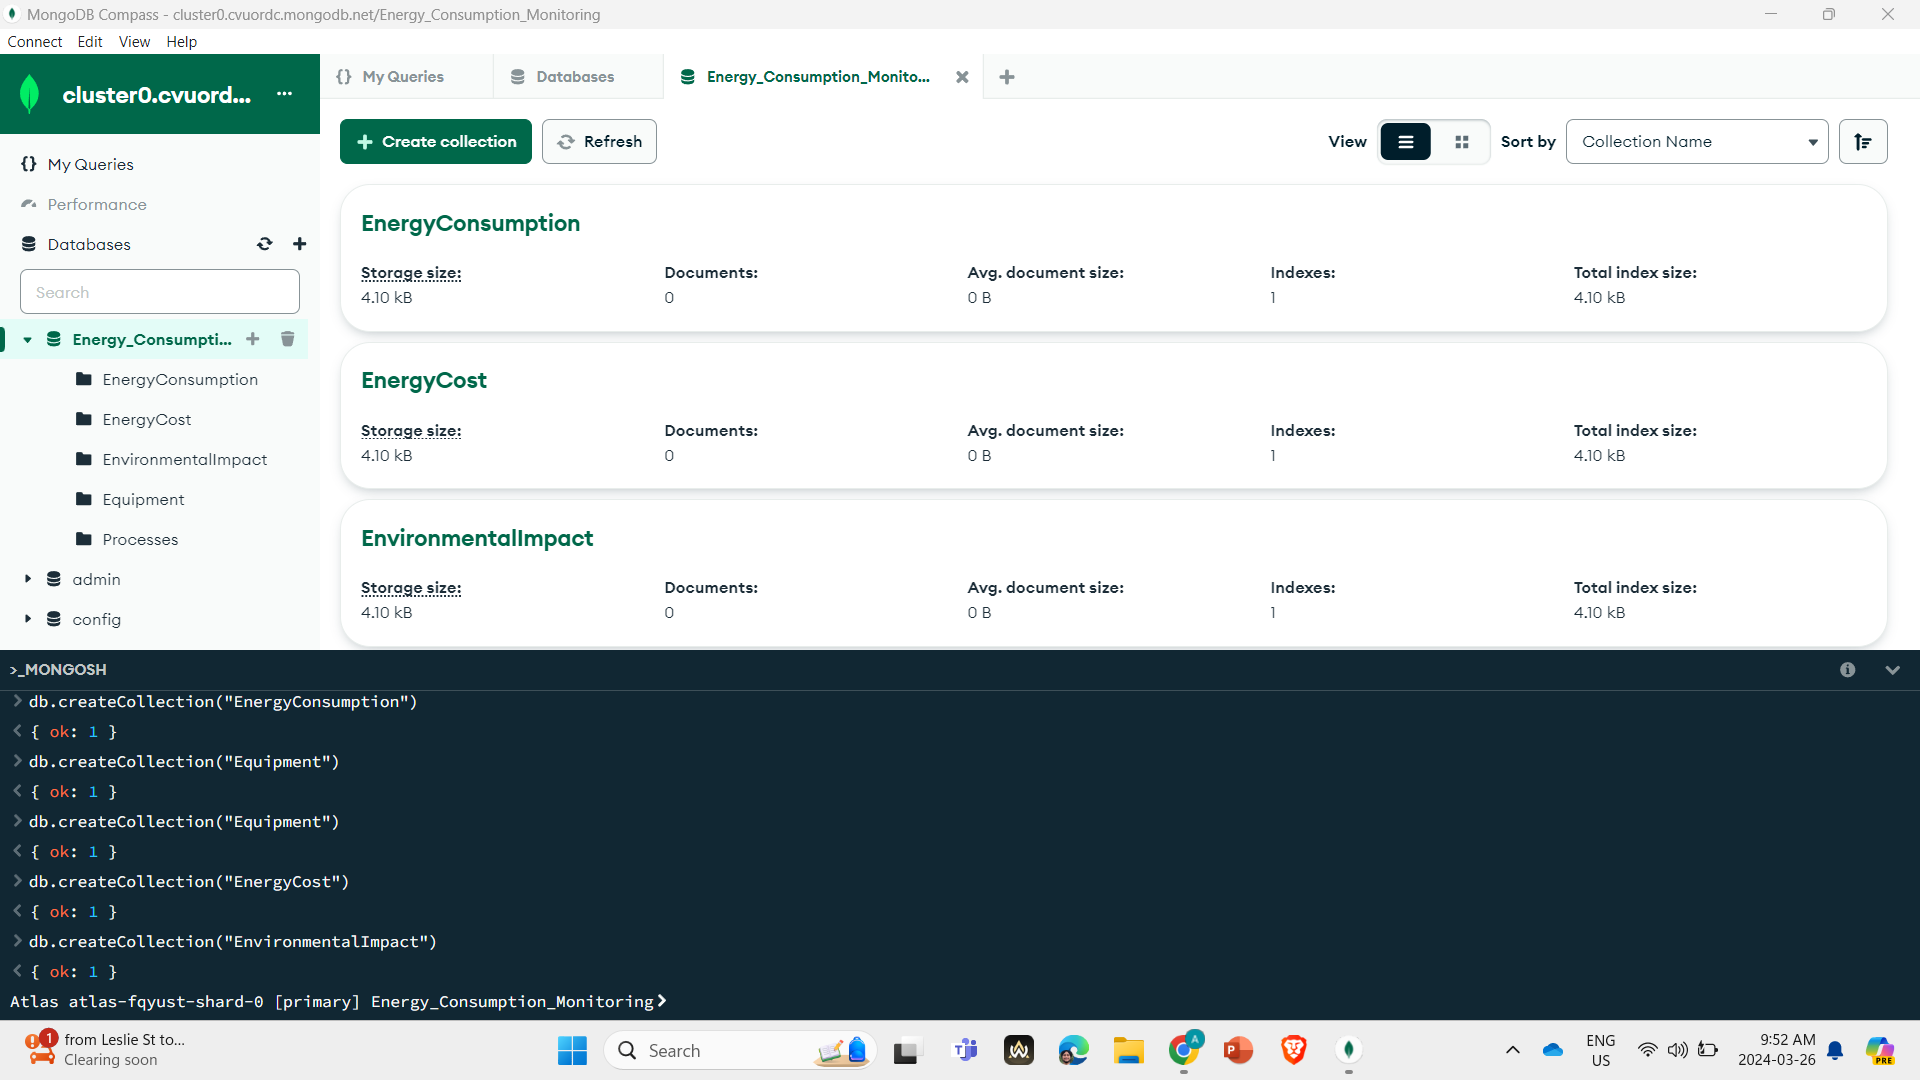 MongoDB Compass - cluster0.cvuordc.mongodb.net/Energy_Consumption_Monitoring
Connect Edit View Help
cluster0.cvuord... ...
My Queries
Performance
Databases
Search
Energy_Consumpti...
EnergyConsumption
EnergyCost
EnvironmentalImpact
Equipment
Processes
admin
config
{} My Queries Databases Energy_Consumption_Monito...
Create collection Refresh View Sort by Collection Name
EnergyConsumption
Storage size: Documents: Avg. document size: Indexes: Total index size:
4.10 kB 0 0 B 1 4.10 kB
EnergyCost
Storage size: Documents: Avg. document size: Indexes: Total index size:
4.10 kB 0 0 B 1 4.10 kB
EnvironmentalImpact
Storage size: Documents: Avg. document size: Indexes: Total index size:
4.10 kB 0 0 B 1 4.10 kB
>_MONGOSH
> db.createCollection("EnergyConsumption")
< { ok: 1 }
> db.createCollection("Equipment")
< { ok: 1 }
> db.createCollection("Equipment")
< { ok: 1 }
> db.createCollection("EnergyCost")
< { ok: 1 }
> db.createCollection("EnvironmentalImpact")
< { ok: 1 }
Atlas atlas-fqyust-shard-0 [primary] Energy_Consumption_Monitoring>
1
from Leslie St to...
Clearing soon
Search
A
ENG
US
9:52 AM
2024-03-26
PRE